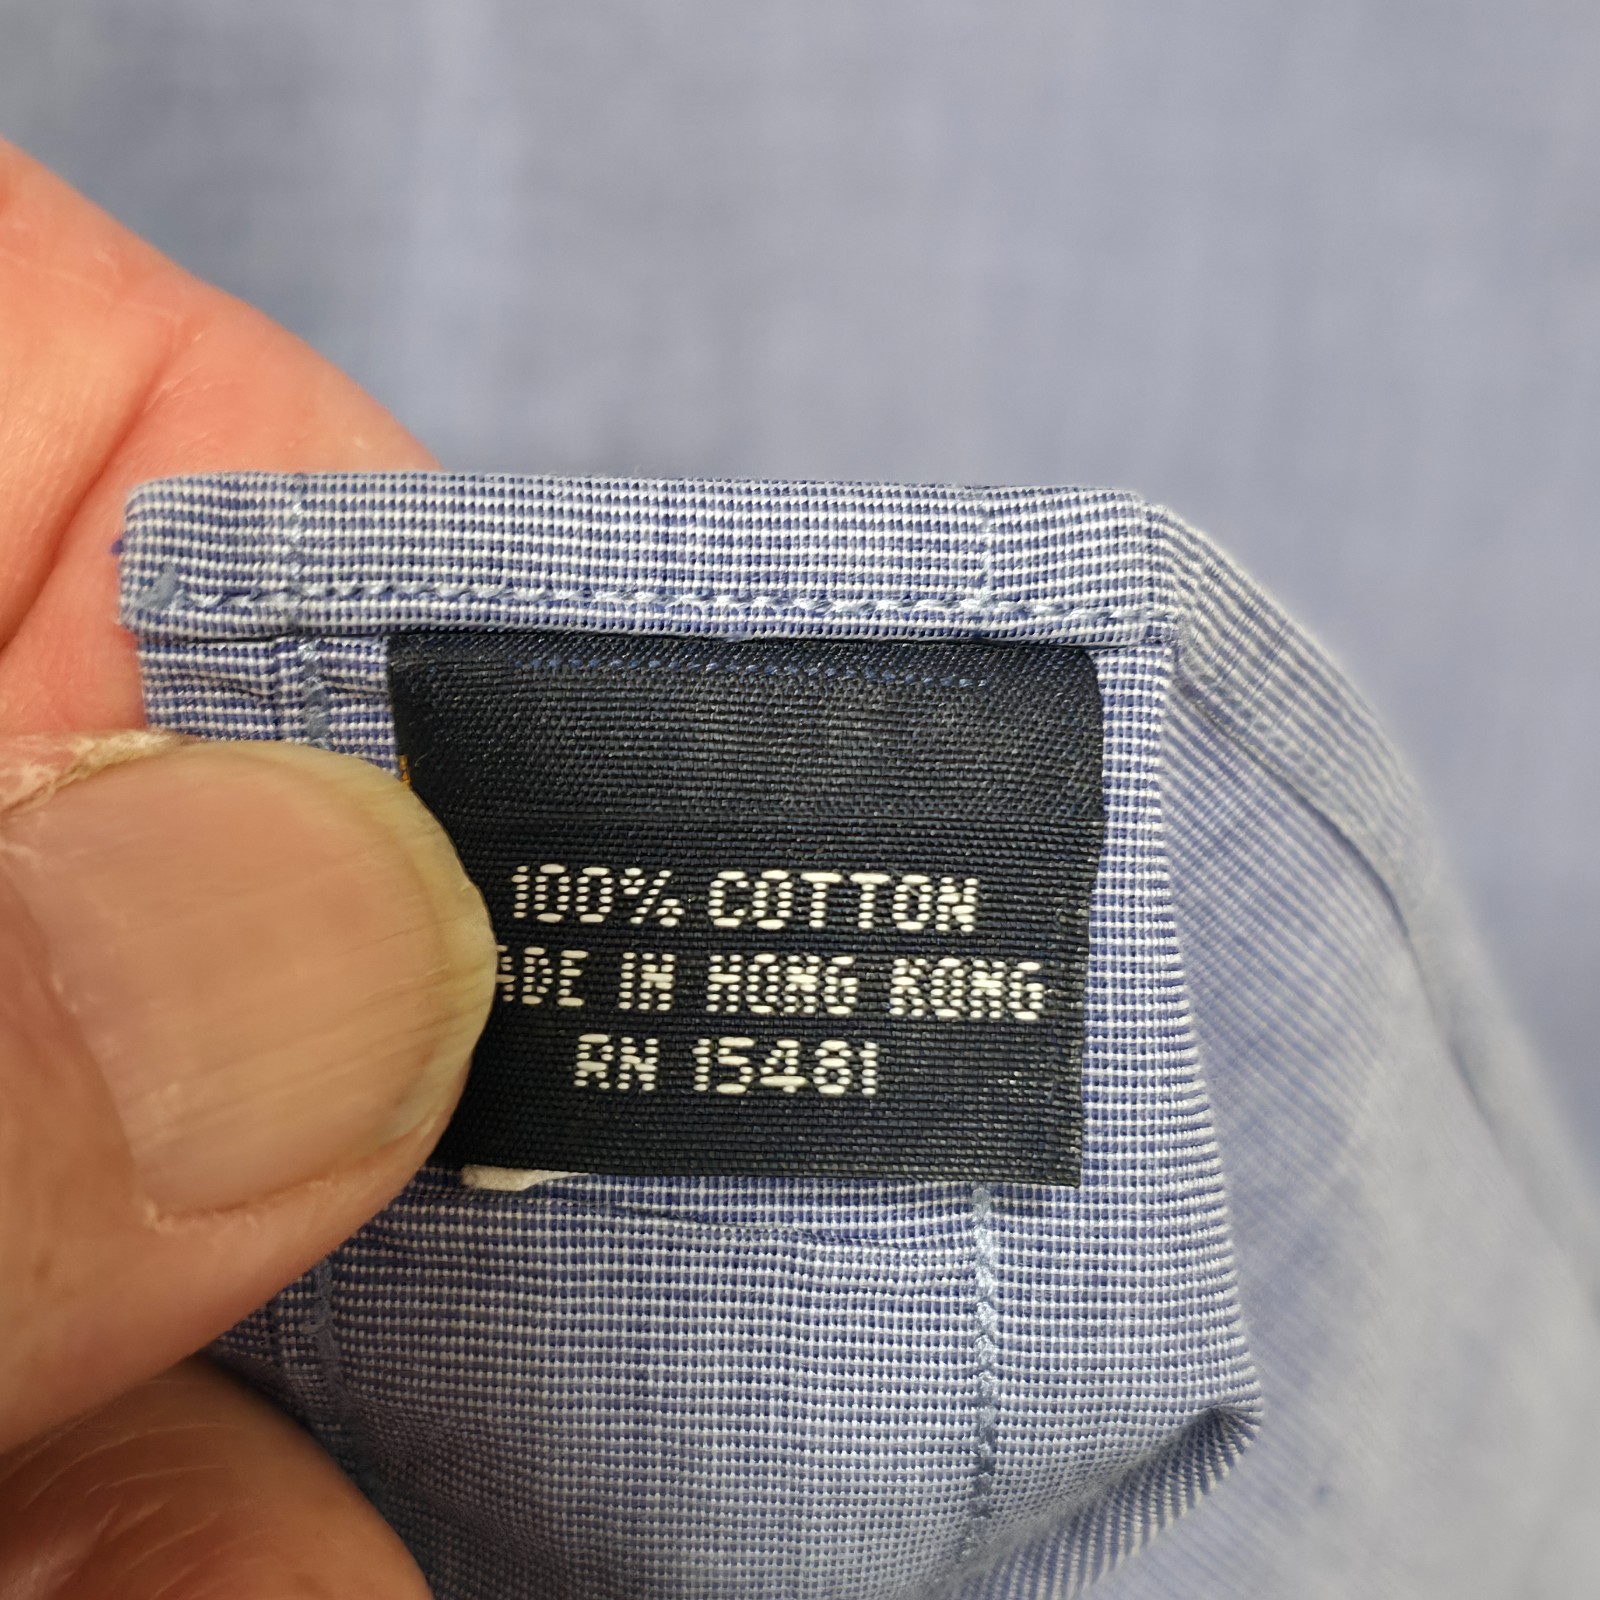 100% COTTON
ADE IN HONG KONG
RN 15481